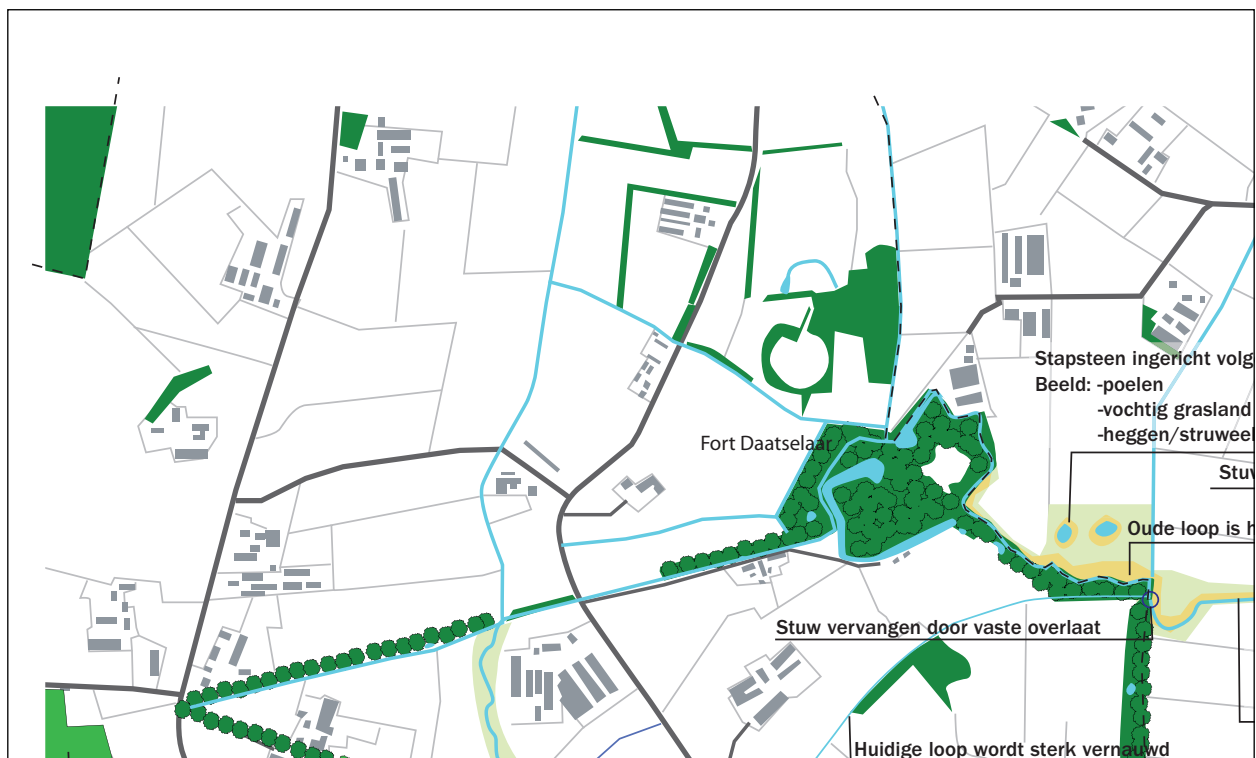 Stapsteen ingericht volg
Beeld: -poelen
-vochtig grasland
-heggen/struweel
Fort Daatselaar
Stuw
Oude loop is h
Stuw vervangen door vaste overlaat
Huidige loop wordt sterk vernauwd